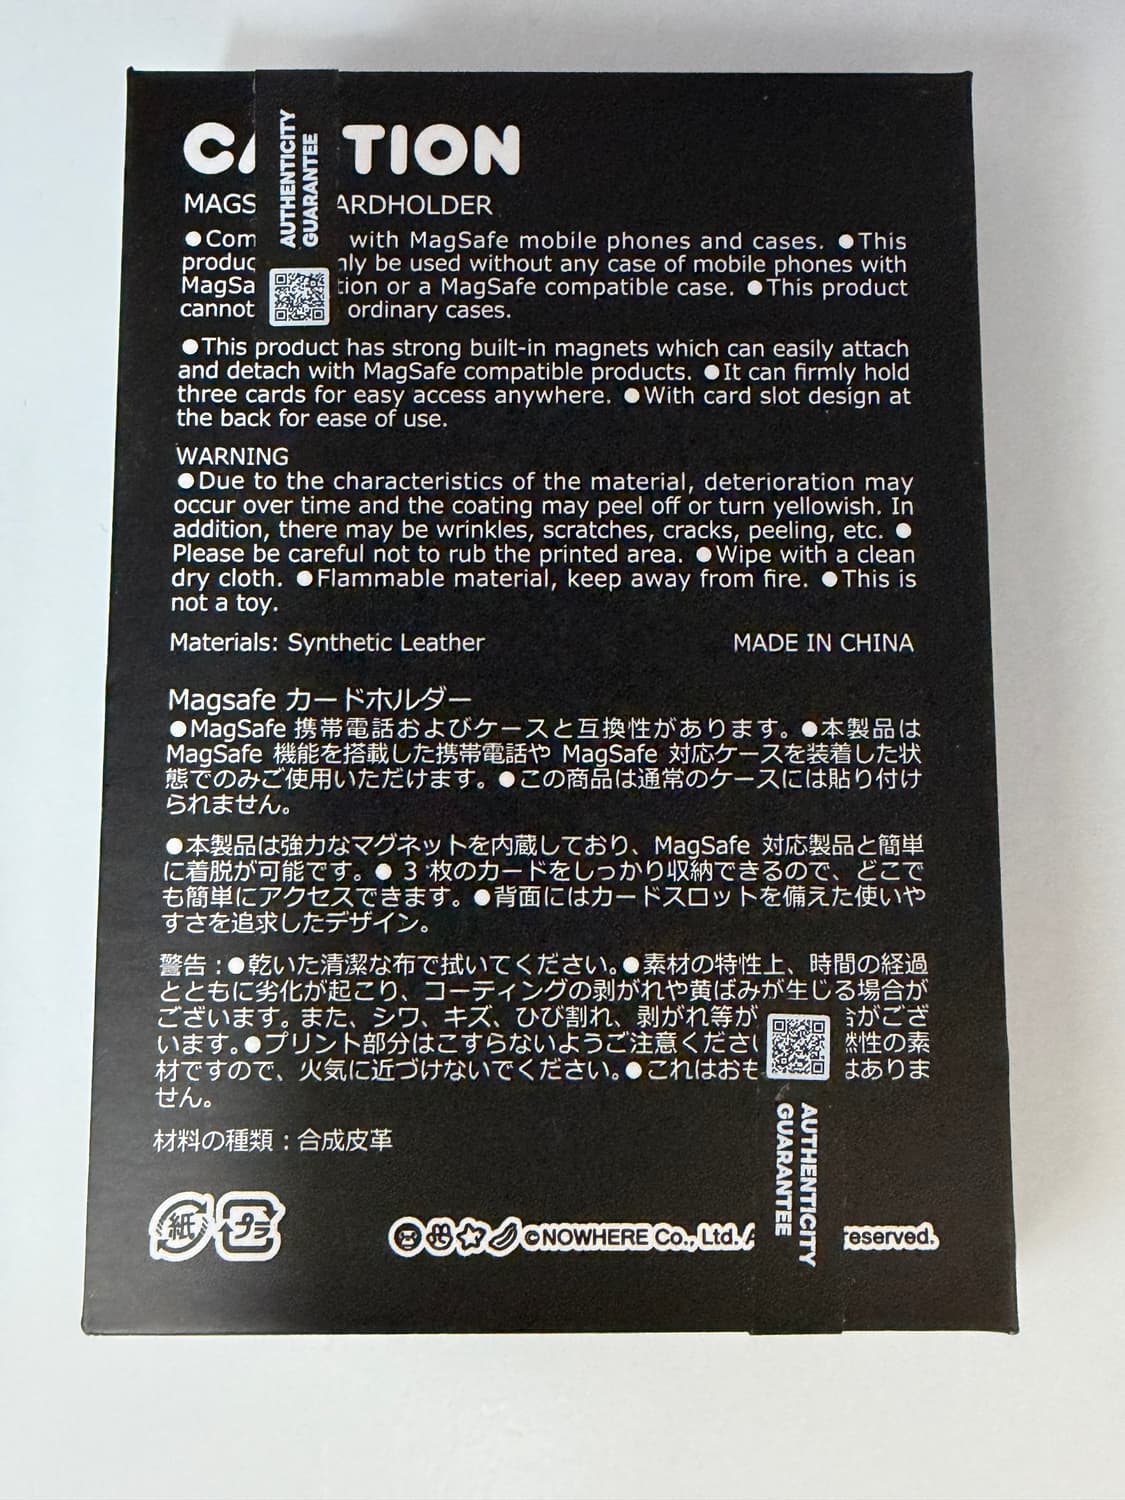 CA TION
MAGS ARDHOLDER
●Com with MagSafe mobile phones and cases. ●This
produc nly be used without any case of mobile phones with
MagSa tion or a MagSafe compatible case. ●This product
cannot ordinary cases.
AUTHENTICITY
GUARANTEE
●This product has strong built-in magnets which can easily attach
and detach with MagSafe compatible products. ●It can firmly hold
three cards for easy access anywhere. ●With card slot design at
the back for ease of use.
WARNING
●Due to the characteristics of the material, deterioration may
occur over time and the coating may peel off or turn yellowish. In
addition, there may be wrinkles, scratches, cracks, peeling, etc. ●
Please be careful not to rub the printed area. ●Wipe with a clean
dry cloth. ●Flammable material, keep away from fire. ●This is
not a toy.
Materials: Synthetic Leather MADE IN CHINA
Magsafe カードホルダー
●MagSafe 携帯電話およびケースと互換性があります。●本製品は
MagSafe 機能を搭載した携帯電話や MagSafe 対応ケースを装着した状
態でのみご使用いただけます。●この商品は通常のケースには貼り付け
られません。
●本製品は強力なマグネットを内蔵しており、MagSafe 対応製品と簡単
に着脱が可能です。● 3 枚のカードをしっかり収納できるので、どこで
も簡単にアクセスできます。●背面にはカードスロットを備えた使いや
すさを追求したデザイン。
警告：●乾いた清潔な布で拭いてください。●素材の特性上、時間の経過
とともに劣化が起こり、コーティングの剥がれや黄ばみが生じる場合が
ございます。また、シワ、キズ、ひび割れ、剥がれ等が 合がござ
います。●プリント部分はこすらないようご注意くださ 燃性の素
材ですので、火気に近づけないでください。●これはおも はありま
せん。
材料の種類：合成皮革
AUTHENTICITY
GUARANTEE
紙 プラ ©NOWHERE Co., Ltd. A reserved.